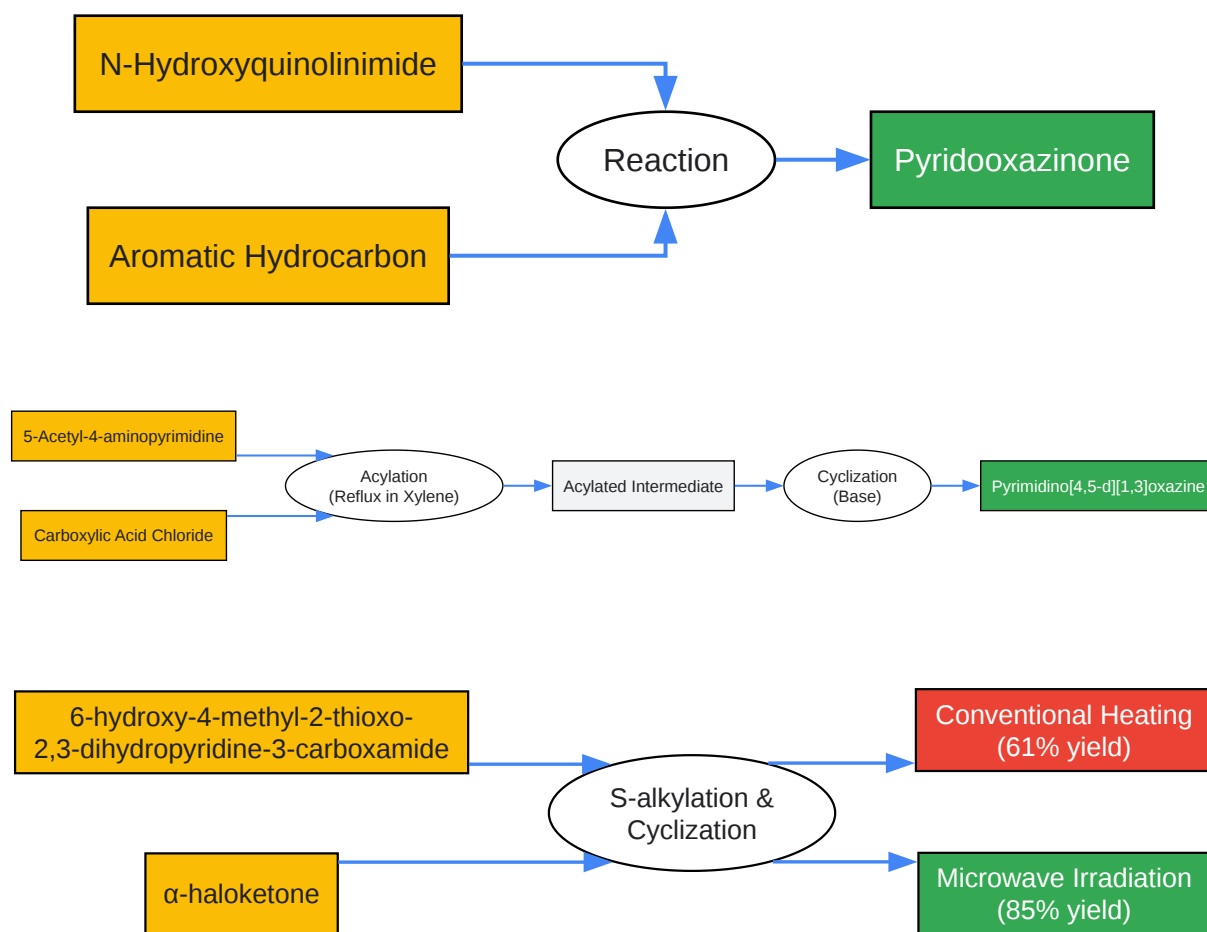 N-Hydroxyquinolinimide
Reaction
Pyridooxazinone
Aromatic Hydrocarbon
5-Acetyl-4-aminopyrimidine
Acylation
(Reflux in Xylene)
Acylated Intermediate
Cyclization
(Base)
Pyrimidino[4,5-d][1,3]oxazine
Carboxylic Acid Chloride
6-hydroxy-4-methyl-2-thioxo-
2,3-dihydropyridine-3-carboxamide
S-alkylation &
Cyclization
Conventional Heating
(61% yield)
α-haloketone
Microwave Irradiation
(85% yield)